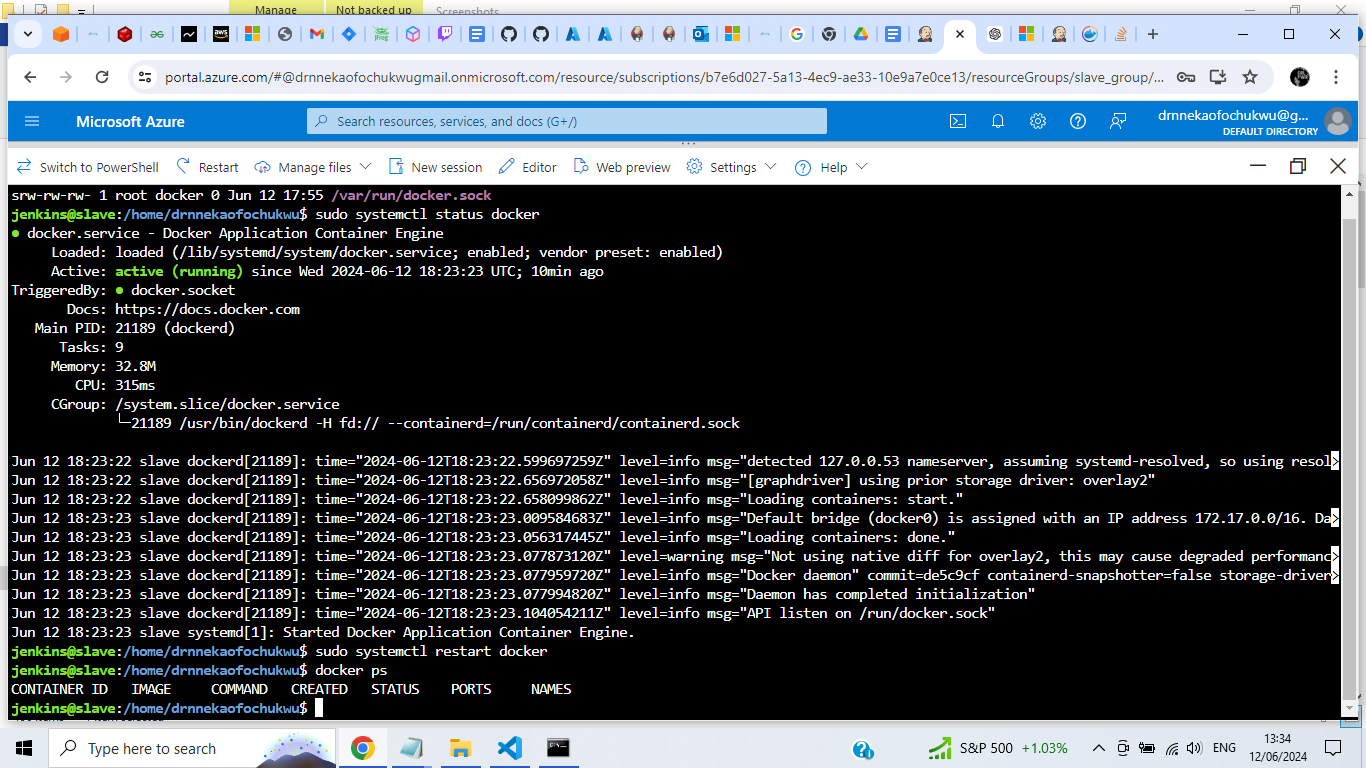 Manage
Not backed up
Screenshots
portal.azure.com/#@drnnekaofochukwugmail.onmicrosoft.com/resource/subscriptions/b7e6d027-5a13-4ec9-ae33-10e9a7e0ce13/resourceGroups/slave_group/...
Microsoft Azure
Search resources, services, and docs (G+/)
drnnekaofochukwu@g...
DEFAULT DIRECTORY
Switch to PowerShell Restart Manage files New session Editor Web preview Settings Help
srw-rw-rw- 1 root docker 0 Jun 12 17:55 /var/run/docker.sock
jenkins@slave:/home/drnnekaofochukwu$ sudo systemctl status docker
● docker.service - Docker Application Container Engine
Loaded: loaded (/lib/systemd/system/docker.service; enabled; vendor preset: enabled)
Active: active (running) since Wed 2024-06-12 18:23:23 UTC; 10min ago
TriggeredBy: ● docker.socket
Docs: https://docs.docker.com
Main PID: 21189 (dockerd)
Tasks: 9
Memory: 32.8M
CPU: 315ms
CGroup: /system.slice/docker.service
└─21189 /usr/bin/dockerd -H fd:// --containerd=/run/containerd/containerd.sock
Jun 12 18:23:22 slave dockerd[21189]: time="2024-06-12T18:23:22.599697259Z" level=info msg="detected 127.0.0.53 nameserver, assuming systemd-resolved, so using resol>
Jun 12 18:23:22 slave dockerd[21189]: time="2024-06-12T18:23:22.656972058Z" level=info msg="[graphdriver] using prior storage driver: overlay2"
Jun 12 18:23:22 slave dockerd[21189]: time="2024-06-12T18:23:22.658099862Z" level=info msg="Loading containers: start."
Jun 12 18:23:23 slave dockerd[21189]: time="2024-06-12T18:23:23.009584683Z" level=info msg="Default bridge (docker0) is assigned with an IP address 172.17.0.0/16. Da>
Jun 12 18:23:23 slave dockerd[21189]: time="2024-06-12T18:23:23.056317445Z" level=info msg="Loading containers: done."
Jun 12 18:23:23 slave dockerd[21189]: time="2024-06-12T18:23:23.077873120Z" level=warning msg="Not using native diff for overlay2, this may cause degraded performanc>
Jun 12 18:23:23 slave dockerd[21189]: time="2024-06-12T18:23:23.077959720Z" level=info msg="Docker daemon" commit=de5c9cf containerd-snapshotter=false storage-driver>
Jun 12 18:23:23 slave dockerd[21189]: time="2024-06-12T18:23:23.077994820Z" level=info msg="Daemon has completed initialization"
Jun 12 18:23:23 slave dockerd[21189]: time="2024-06-12T18:23:23.104054211Z" level=info msg="API listen on /run/docker.sock"
Jun 12 18:23:23 slave systemd[1]: Started Docker Application Container Engine.
jenkins@slave:/home/drnnekaofochukwu$ sudo systemctl restart docker
jenkins@slave:/home/drnnekaofochukwu$ docker ps
CONTAINER ID IMAGE COMMAND CREATED STATUS PORTS NAMES
jenkins@slave:/home/drnnekaofochukwu$
Type here to search
S&P 500 +1.03%
ENG
13:34
12/06/2024